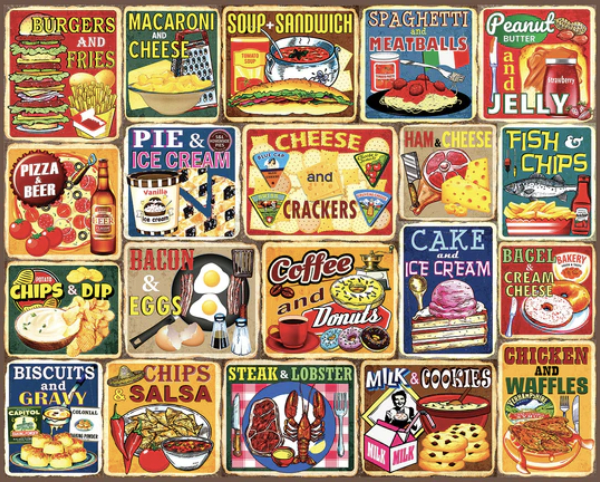 BURGERS
AND
FRIES
MACARONI
AND
CHEESE
SOUP + SANDWICH
TOMATO
SOUP
SPAGHETTI
and
MEATBALLS
Peanut
BUTTER
and
JELLY
strawberry
PIZZA
&
BEER
BEER
PIE &
ICE CREAM
Vanilla
ice cream
CHEESE
and
CRACKERS
HAM & CHEESE
FISH &
CHIPS
POTATO
CHIPS & DIP
BACON
&
EGGS
Coffee
and
Donuts
CAKE
and
ICE CREAM
BAGEL
&
CREAM
CHEESE
BAKERY
BISCUITS
and
GRAVY
CAPITOL
COLONIAL
BAKING POWDER
CHIPS
& SALSA
STEAK & LOBSTER
MILK & COOKIES
MILK
MILK
CHICKEN
AND
WAFFLES